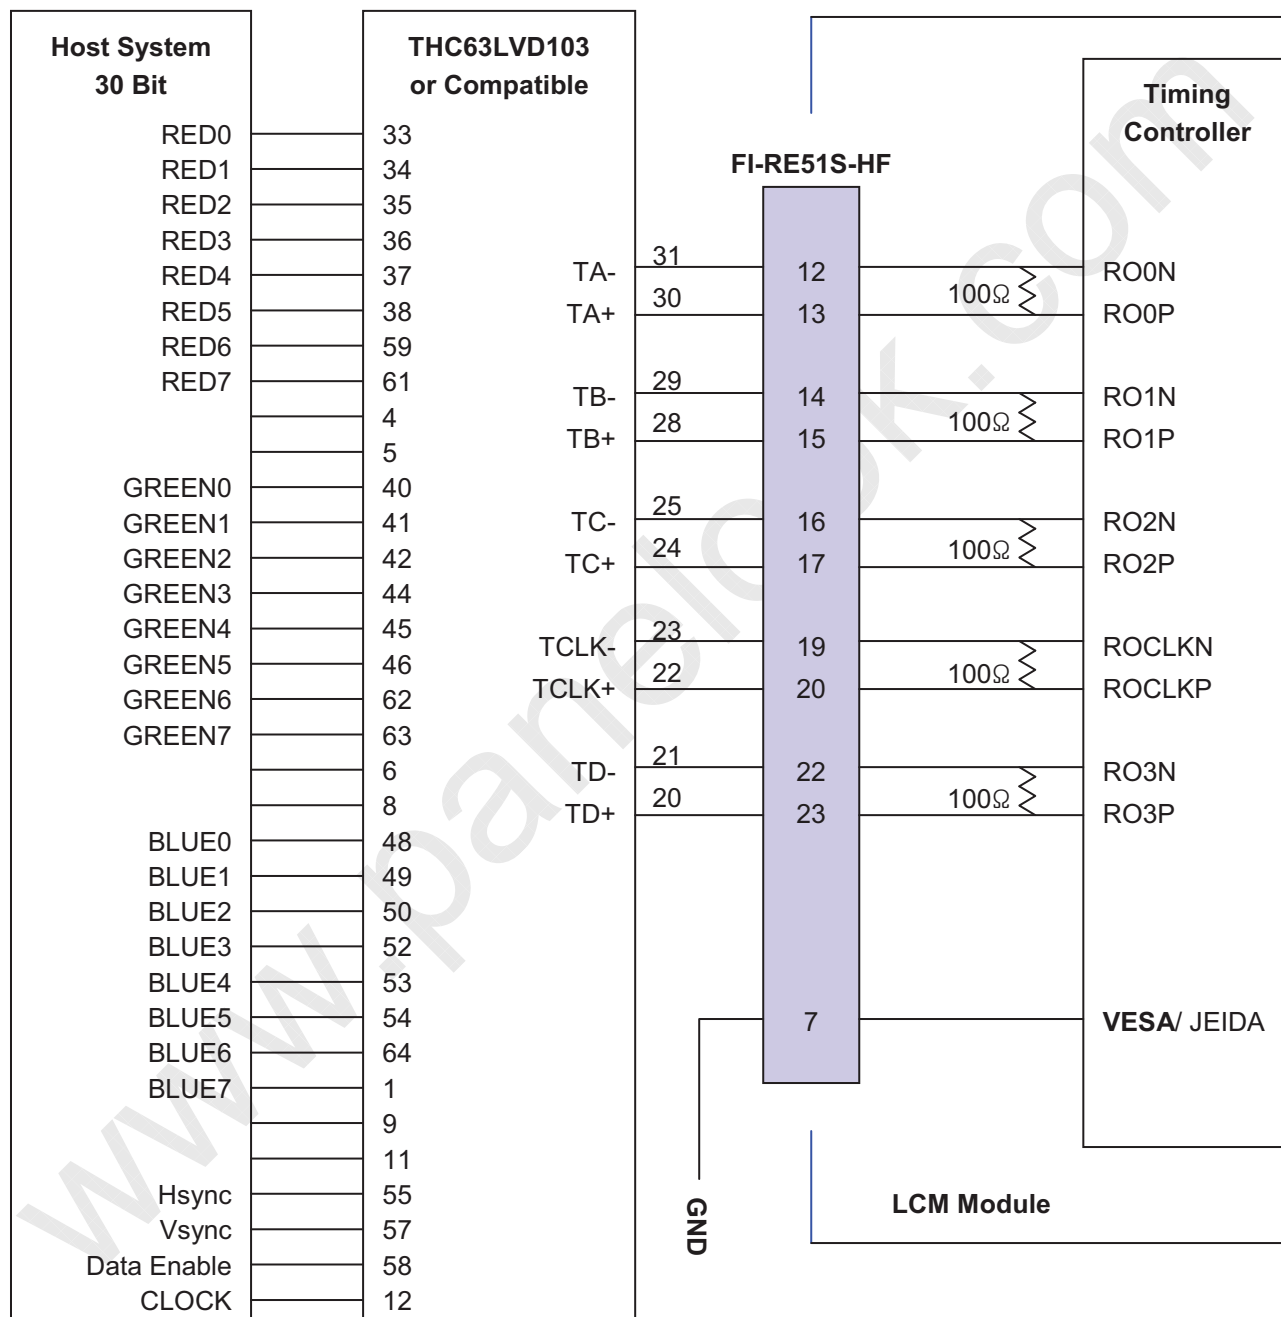 Host System
30 Bit
RED0
RED1
RED2
RED3
RED4
RED5
RED6
RED7
GREEN0
GREEN1
GREEN2
GREEN3
GREEN4
GREEN5
GREEN6
GREEN7
BLUE0
BLUE1
BLUE2
BLUE3
BLUE4
BLUE5
BLUE6
BLUE7
Hsync
Vsync
Data Enable
CLOCK
THC63LVD103
or Compatible
33
34
35
36
37
38
59
61
4
5
40
41
42
44
45
46
62
63
6
8
48
49
50
52
53
54
64
1
9
11
55
57
58
12
TA-
TA+
TB-
TB+
TC-
TC+
TCLK-
TCLK+
TD-
TD+
31
30
29
28
25
24
23
22
21
20
FI-RE51S-HF
12
13
14
15
16
17
19
20
22
23
7
GND
100Ω
100Ω
100Ω
100Ω
100Ω
Timing
Controller
RO0N
RO0P
RO1N
RO1P
RO2N
RO2P
ROCLKN
ROCLKP
RO3N
RO3P
VESA/ JEIDA
LCM Module
www.panelook.com